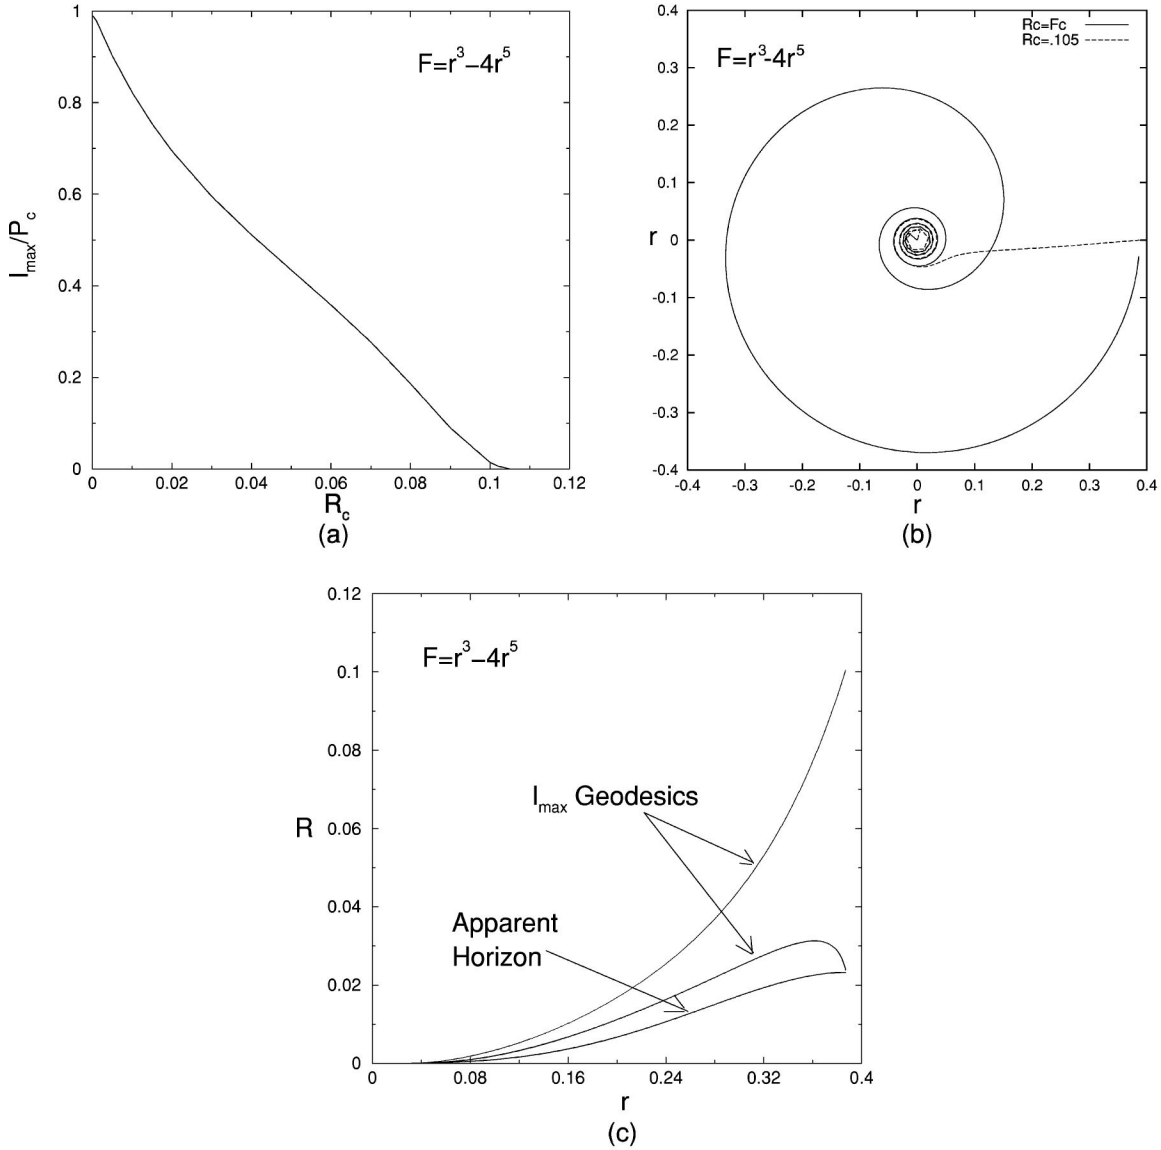 1
0.8
0.6
0.4
0.2
0
I_max/P_c
F=r^3−4r^5
0 0.02 0.04 0.06 0.08 0.1 0.12
R_c
(a)
0.4
0.3
0.2
0.1
0
-0.1
-0.2
-0.3
-0.4
r
F=r^3-4r^5
Rc=Fc
Rc=.105
-0.4 -0.3 -0.2 -0.1 0 0.1 0.2 0.3 0.4
r
(b)
0.12
0.1
0.08
0.06
0.04
0.02
0
R
F=r^3−4r^5
I_max Geodesics
Apparent
Horizon
0 0.08 0.16 0.24 0.32 0.4
r
(c)